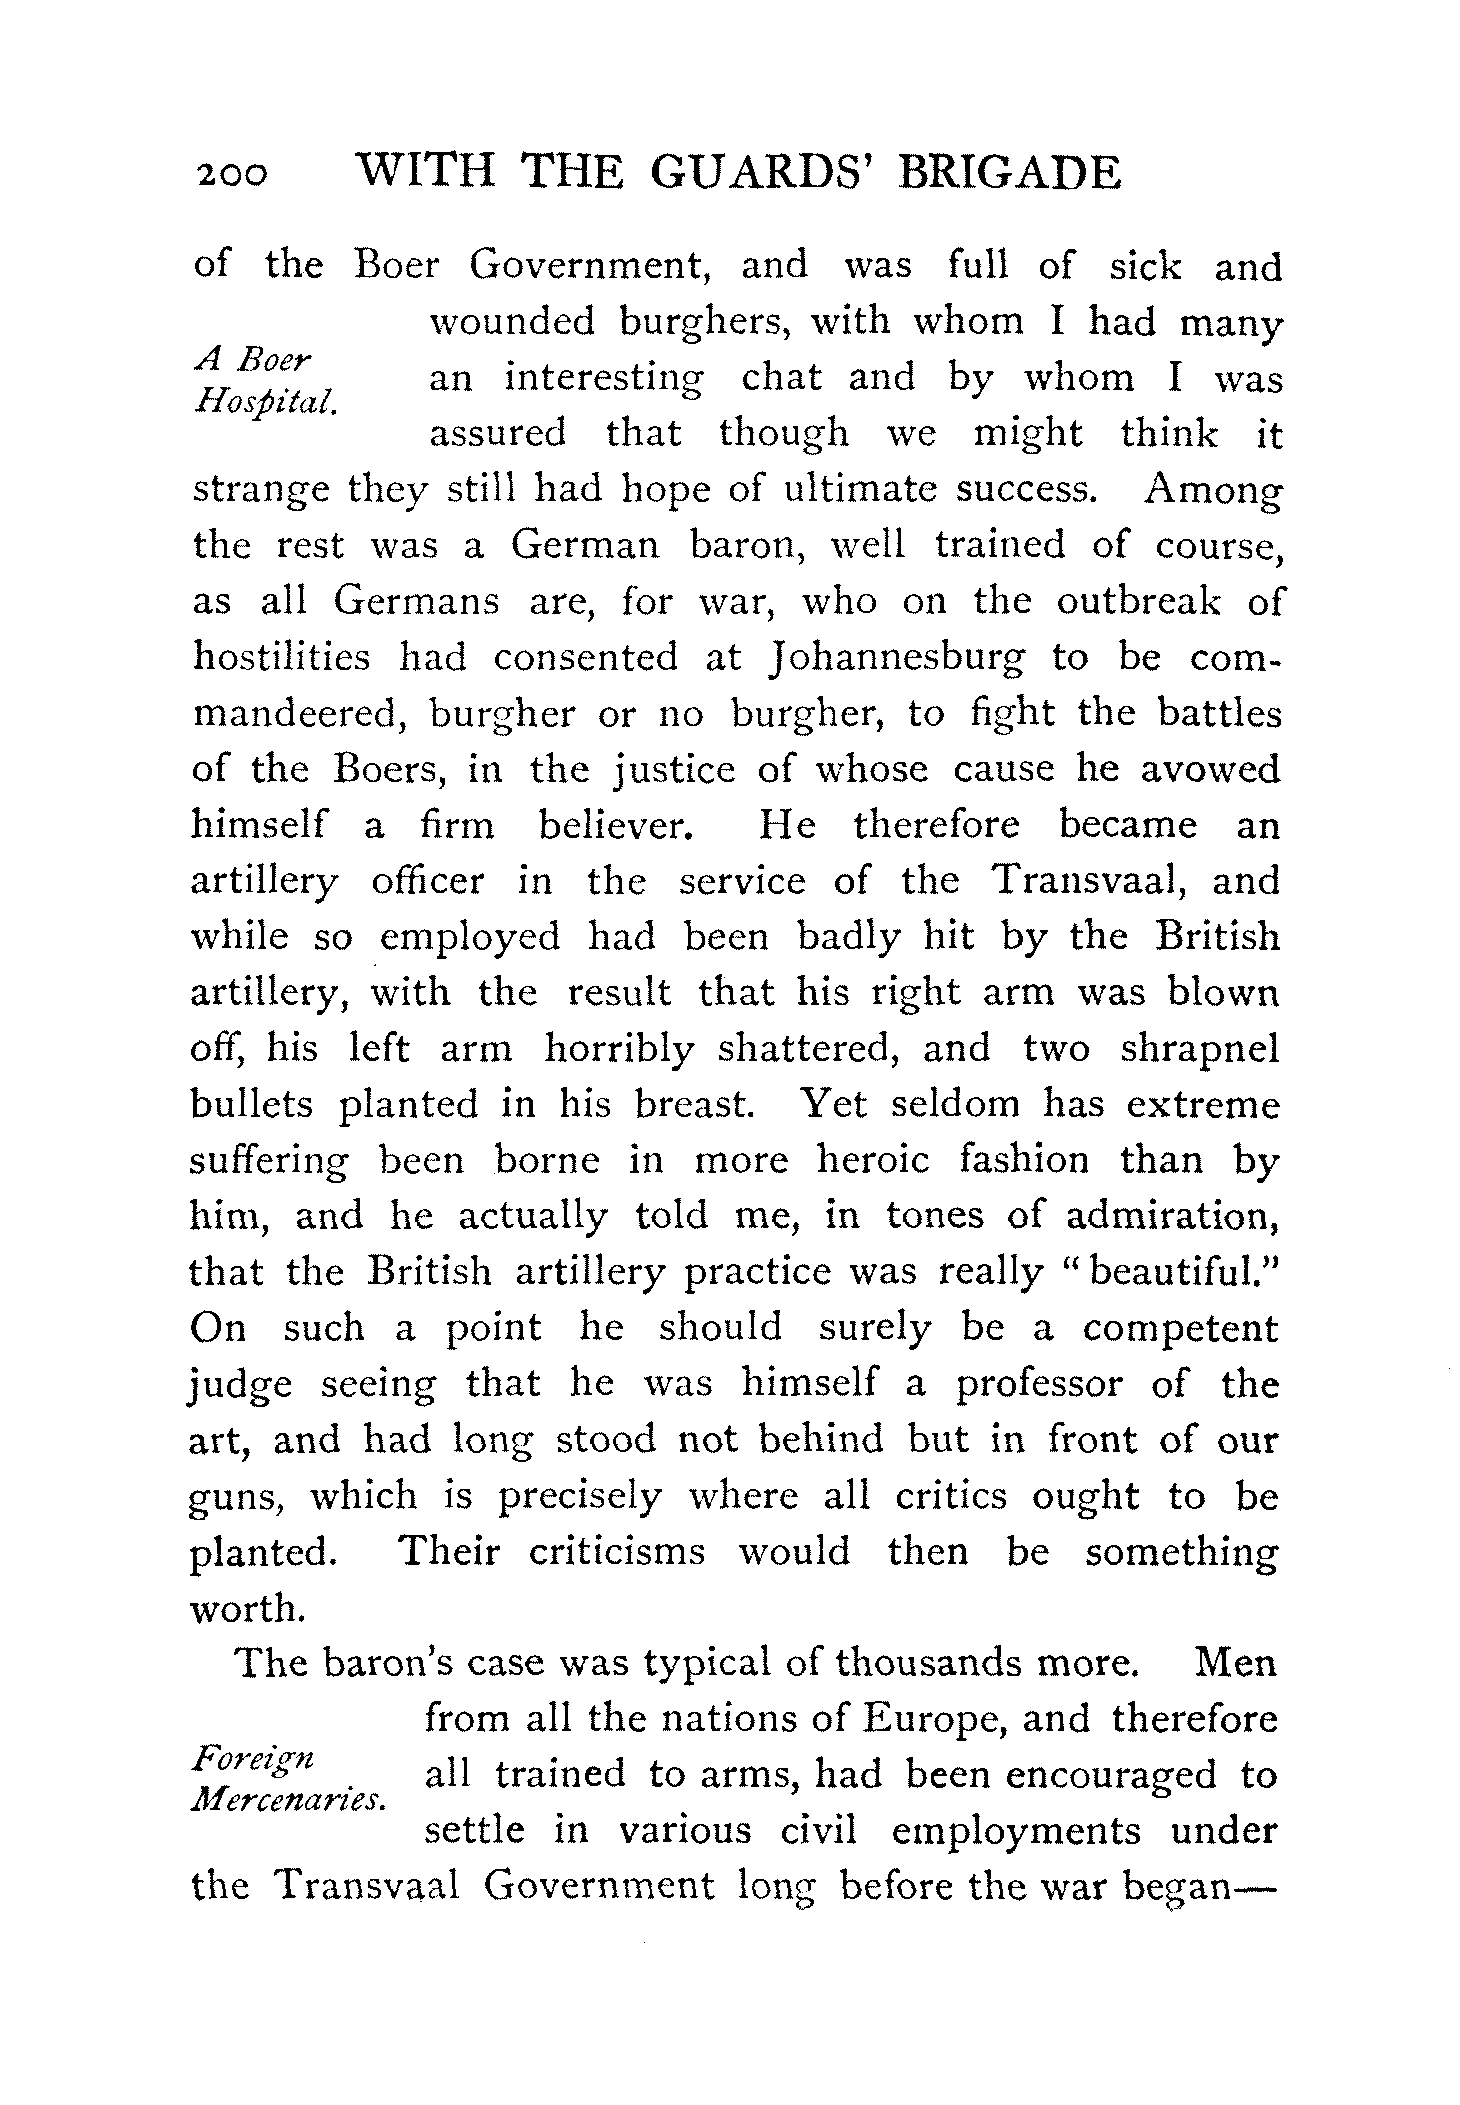 200 WITH THE GUARDS' BRIGADE
of the Boer Government, and was full of sick and
wounded burghers, with whom I had many
A Boer
Hospital.
an interesting chat and by whom I was
assured that though we might think it
strange they still had hope of ultimate success. Among
the rest was a German baron, well trained of course,
as all Germans are, for war, who on the outbreak of
hostilities had consented at Johannesburg to be com-
mandeered, burgher or no burgher, to fight the battles
of the Boers, in the justice of whose cause he avowed
himself a firm believer. He therefore became an
artillery officer in the service of the Transvaal, and
while so employed had been badly hit by the British
artillery, with the result that his right arm was blown
off, his left arm horribly shattered, and two shrapnel
bullets planted in his breast. Yet seldom has extreme
suffering been borne in more heroic fashion than by
him, and he actually told me, in tones of admiration,
that the British artillery practice was really “beautiful.”
On such a point he should surely be a competent
judge seeing that he was himself a professor of the
art, and had long stood not behind but in front of our
guns, which is precisely where all critics ought to be
planted. Their criticisms would then be something
worth.
The baron's case was typical of thousands more. Men
from all the nations of Europe, and therefore
Foreign
Mercenaries.
all trained to arms, had been encouraged to
settle in various civil employments under
the Transvaal Government long before the war began—